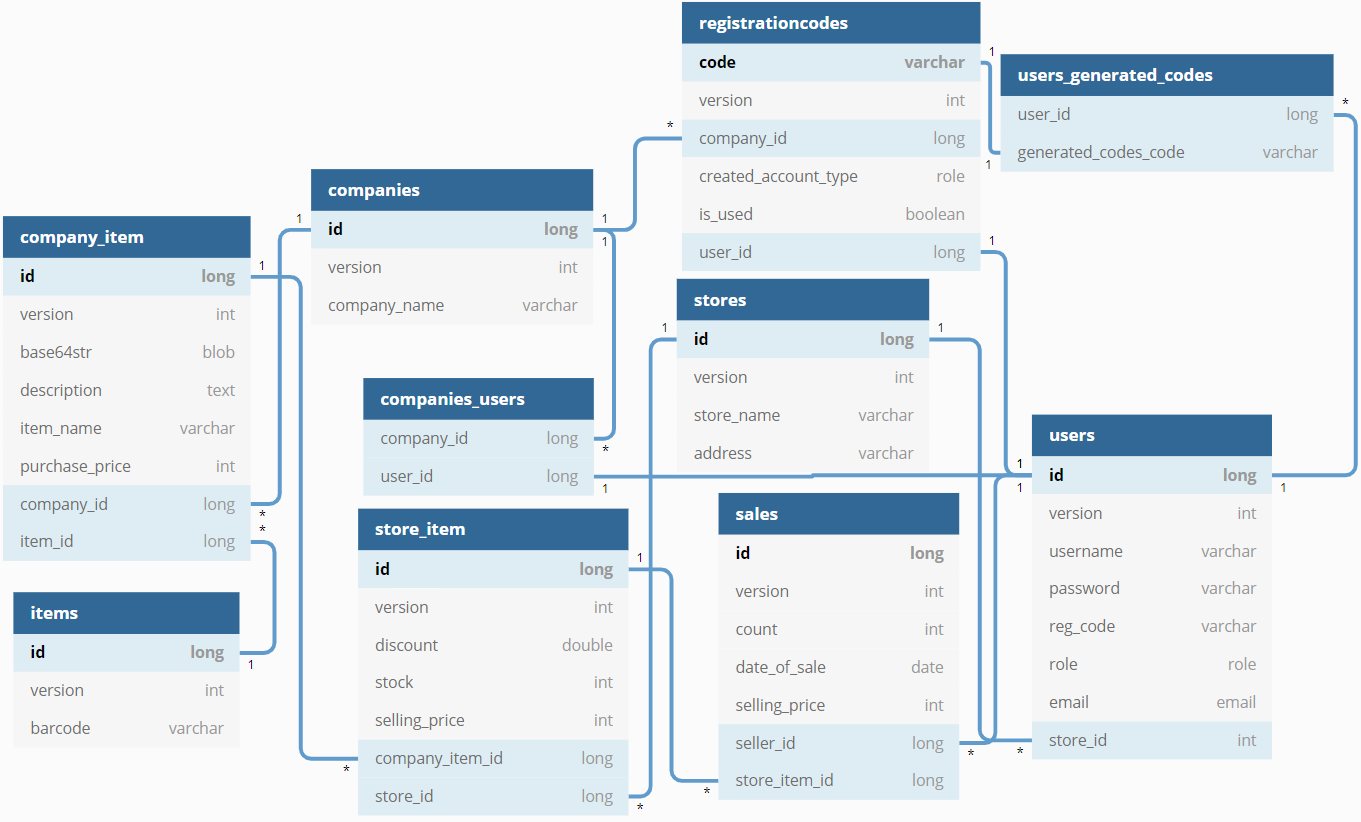 registrationcodes
code varchar
version int
company_id long
created_account_type role
is_used boolean
user_id long
1
1
*
1
users_generated_codes
user_id long
generated_codes_code varchar
*
companies
id long
version int
company_name varchar
1
1
1
company_item
id long
version int
base64str blob
description text
item_name varchar
purchase_price int
company_id long
item_id long
1
*
*
stores
id long
version int
store_name varchar
address varchar
1
1
companies_users
company_id long
user_id long
*
1
users
id long
version int
username varchar
password varchar
reg_code varchar
role role
email email
store_id int
1
1
1
*
store_item
id long
version int
discount double
stock int
selling_price int
company_item_id long
store_id long
1
*
*
sales
id long
version int
count int
date_of_sale date
selling_price int
seller_id long
store_item_id long
*
*
items
id long
version int
barcode varchar
1